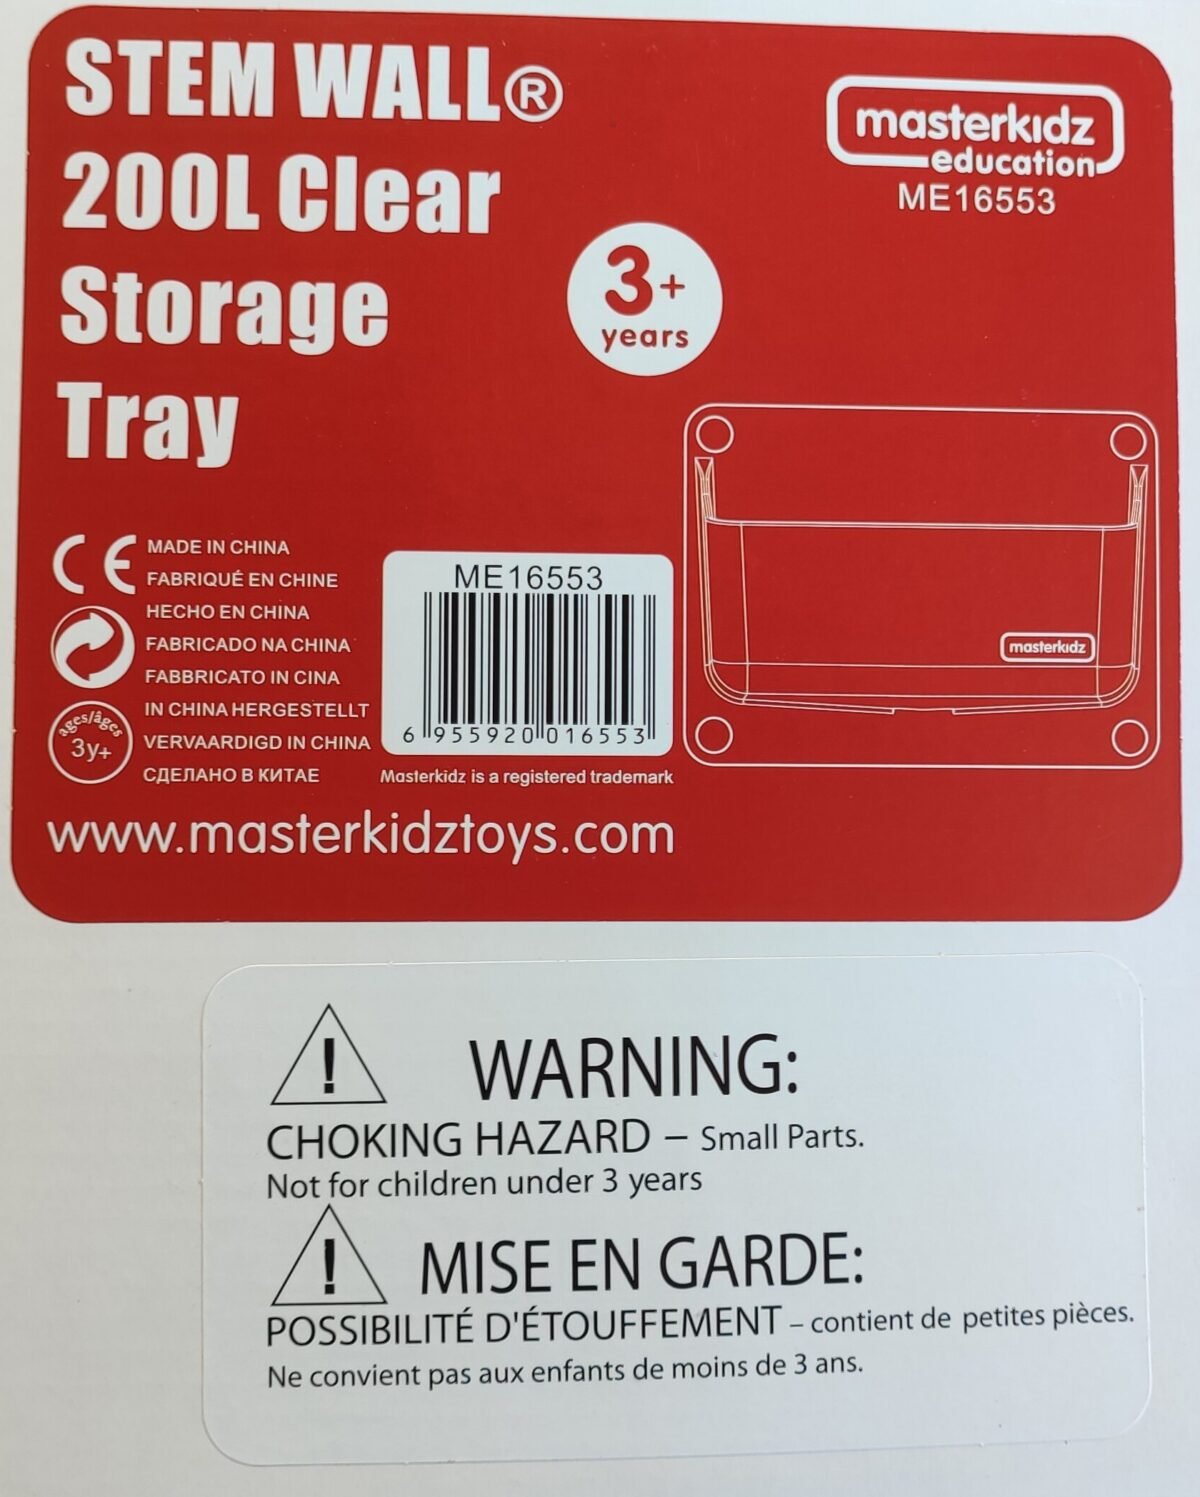 STEM WALL®
200L Clear
Storage
Tray
masterkidz
education
ME16553
3+
years
masterkidz
CE
MADE IN CHINA
FABRIQUÉ EN CHINE
HECHO EN CHINA
FABRICADO NA CHINA
FABBRICATO IN CINA
IN CHINA HERGESTELLT
VERVAARDIGD IN CHINA
СДЕЛАНО В КИТАЕ
ages/âges
3y+
ME16553
6 955920 016553
Masterkidz is a registered trademark
www.masterkidztoys.com
! WARNING:
CHOKING HAZARD – Small Parts.
Not for children under 3 years
! MISE EN GARDE:
POSSIBILITÉ D'ÉTOUFFEMENT – contient de petites pièces.
Ne convient pas aux enfants de moins de 3 ans.